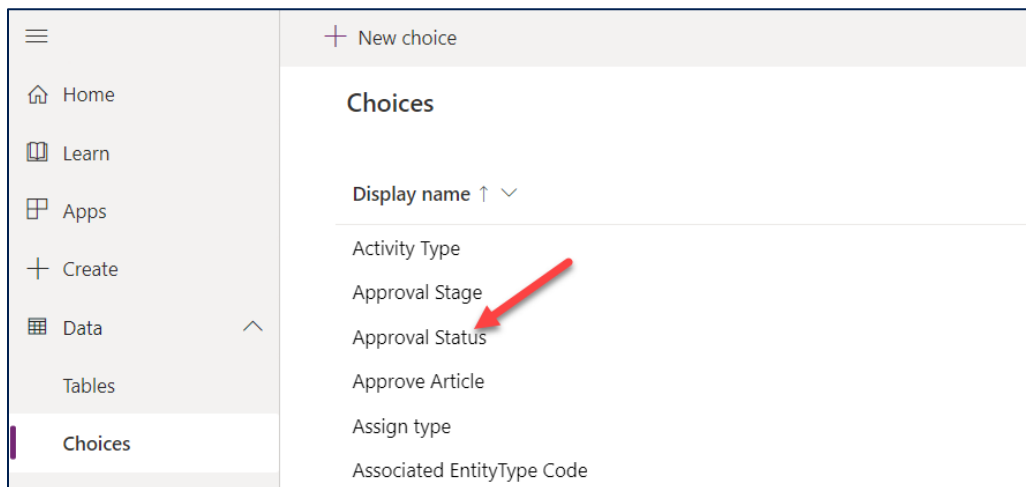 New choice
Home
Learn
Apps
Create
Data
Tables
Choices
Choices
Display name
Activity Type
Approval Stage
Approval Status
Approve Article
Assign type
Associated EntityType Code